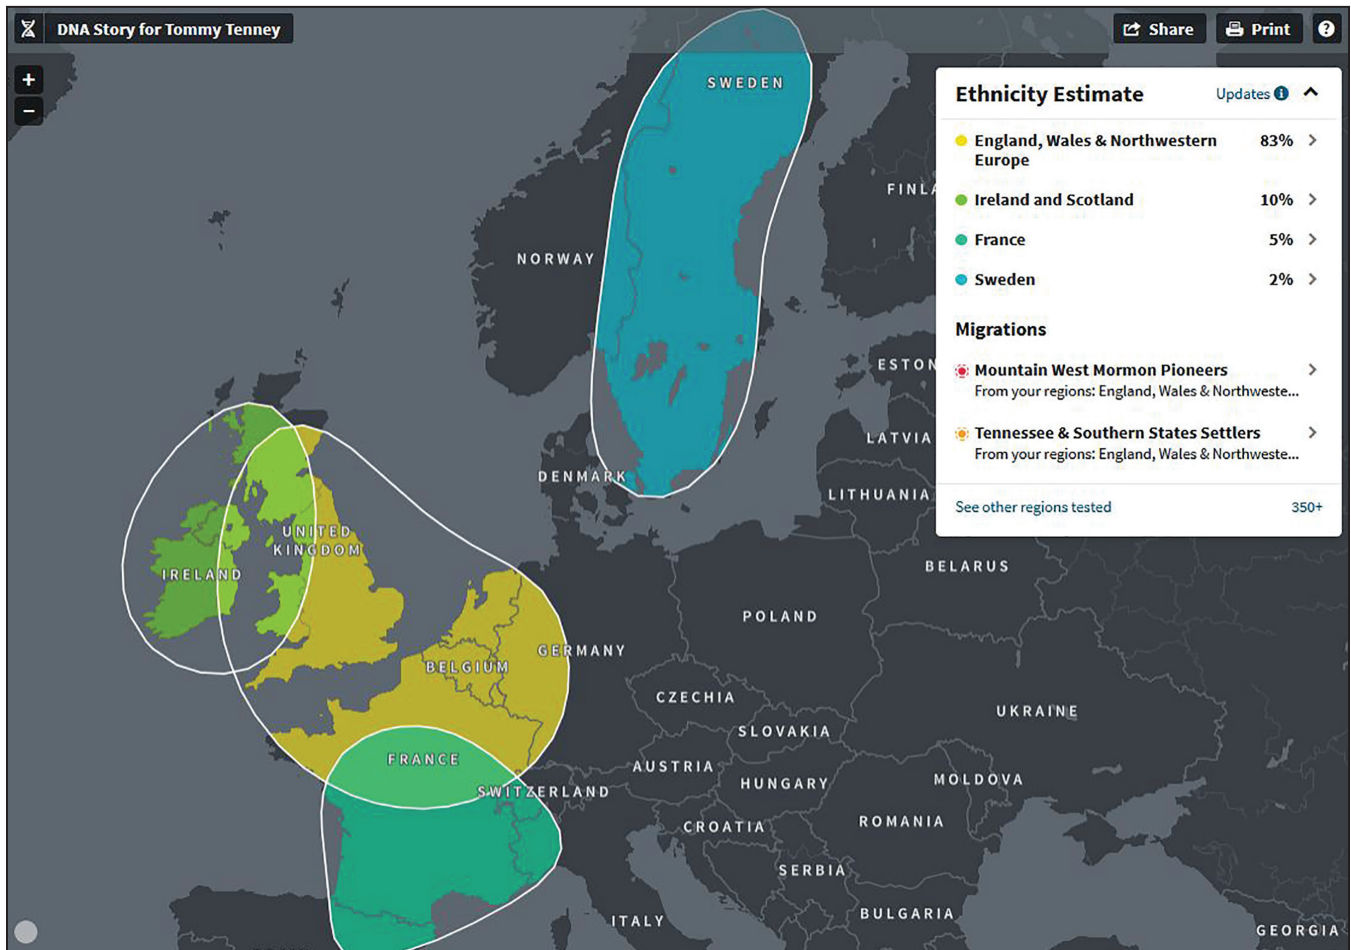 DNA Story for Tommy Tenney
Share
Print
?
+
−
Ethnicity Estimate
Updates
England, Wales & Northwestern
Europe
83%
Ireland and Scotland
10%
France
5%
Sweden
2%
Migrations
Mountain West Mormon Pioneers
From your regions: England, Wales & Northweste...
Tennessee & Southern States Settlers
From your regions: England, Wales & Northweste...
See other regions tested
350+
SWEDEN
FINLA
NORWAY
ESTON
LATVIA
DENMARK
LITHUANIA
UNITED
KINGDOM
IRELAND
BELARUS
POLAND
GERMANY
BELGIUM
CZECHIA
UKRAINE
SLOVAKIA
FRANCE
AUSTRIA
MOLDOVA
HUNGARY
SWITZERLAND
ROMANIA
CROATIA
SERBIA
BULGARIA
ITALY
GEORGIA